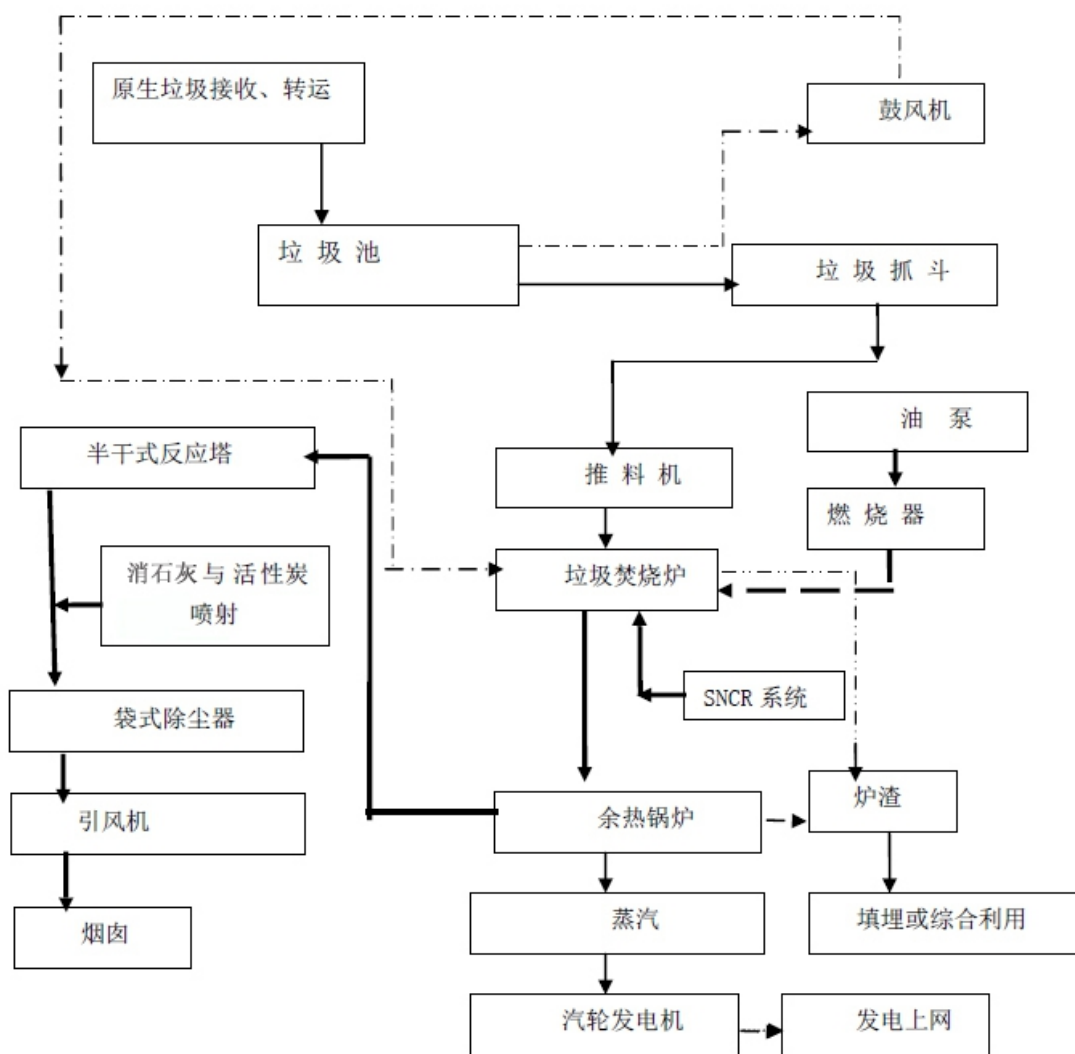 原生垃圾接收、转运
鼓风机
垃 圾 池
垃 圾 抓 斗
油 泵
半干式反应塔
推 料 机
燃 烧 器
消石灰与 活性炭
喷射
垃圾焚烧炉
SNCR 系统
袋式除尘器
炉渣
引风机
余热锅炉
烟囱
蒸汽
填埋或综合利用
汽轮发电机
发电上网